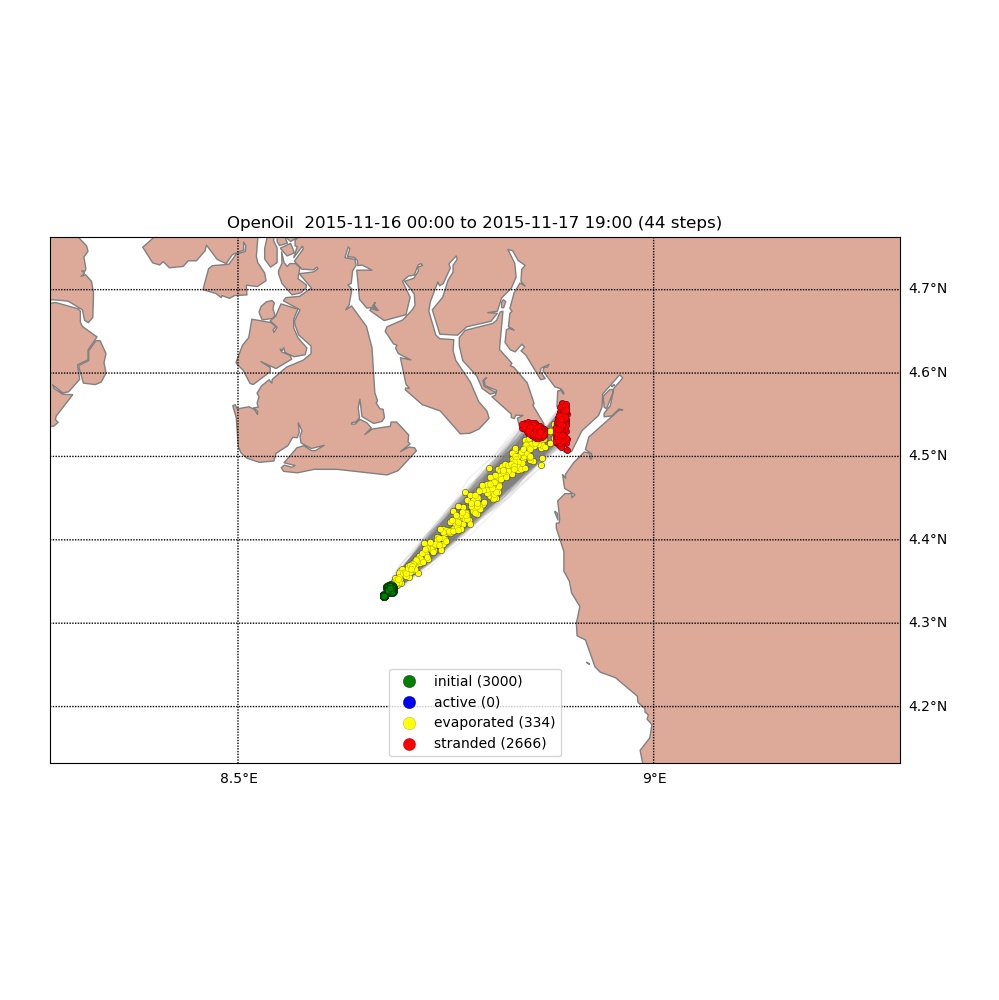 OpenOil  2015-11-16 00:00 to 2015-11-17 19:00 (44 steps)
4.7°N
4.6°N
4.5°N
4.4°N
4.3°N
4.2°N
initial (3000)
active (0)
evaporated (334)
stranded (2666)
8.5°E
9°E